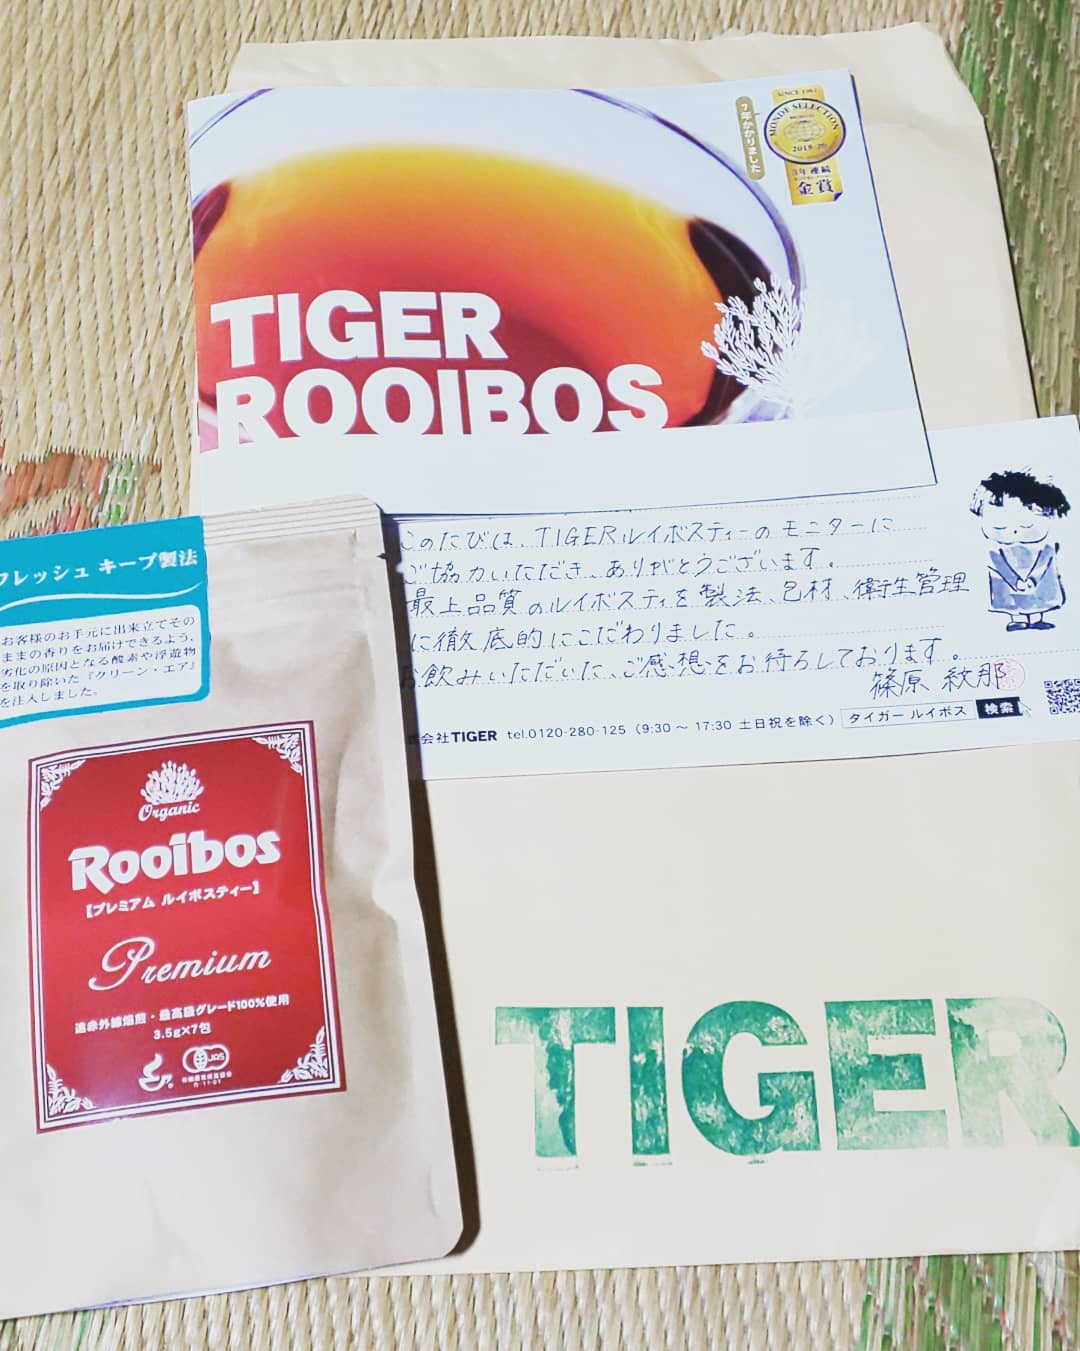 SINCE 1961
MONDE SELECTION
2019
3年連続
金賞
7年かかりました
TIGER
ROOIBOS
このたびは、TIGERルイボスティーのモニターに
ご協力いただき、ありがとうございます。
最上品質のルイボスティを製法、包材、衛生管理
に徹底的にこだわりました。
お飲みいただいた、ご感想をお待ちしております。
篠原 紋那
会社TIGER tel.0120-280-125 (9:30 ～ 17:30 土日祝を除く) タイガー ルイボス 検索
フレッシュ キープ製法
お客様のお手元に出来立てその
ままの香りをお届けできるよう、
劣化の原因となる酸素や浮遊物
を取り除いた『クリーン・エア』
を注入しました。
Organic
Rooibos
【プレミアム ルイボスティー】
Premium
遠赤外線焙煎・最高級グレード100%使用
3.5g×7包
JAS
TIGER